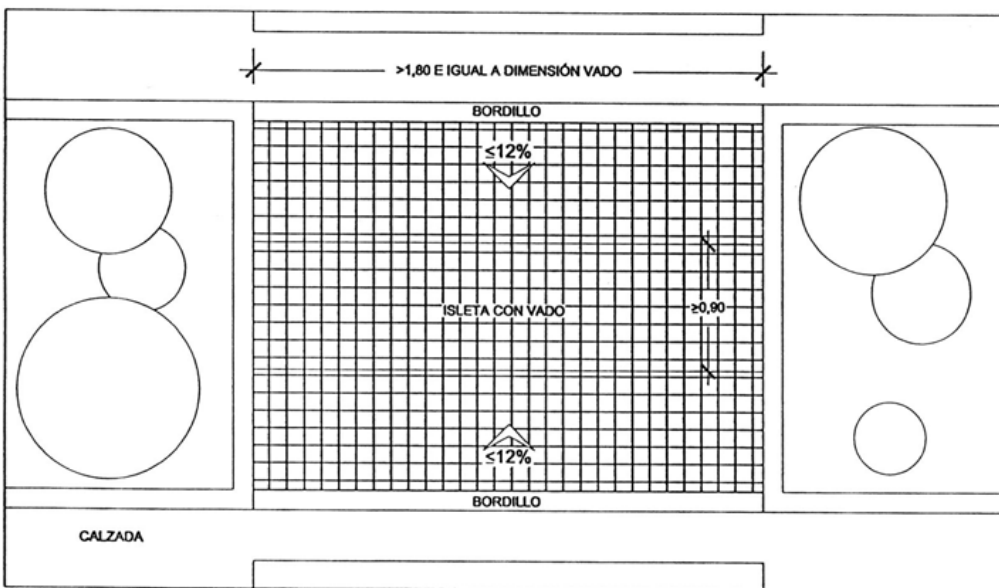 >1,80 E IGUAL A DIMENSIÓN VADO
BORDILLO
≤12%
ISLETA CON VADO
≥0,90
≤12%
BORDILLO
CALZADA